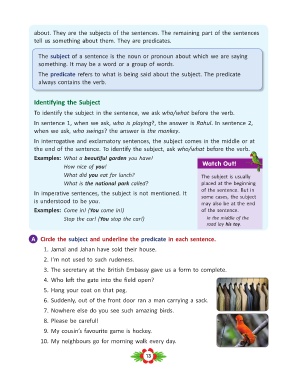 about. They are the subjects of the sentences. The remaining part of the sentences
tell us something about them. They are predicates.
The subject of a sentence is the noun or pronoun about which we are saying
something. It may be a word or a group of words.
The predicate refers to what is being said about the subject. The predicate
always contains the verb.
Identifying the Subject
To identify the subject in the sentence, we ask who/what before the verb.
In sentence 1, when we ask, who is playing?, the answer is Rahul. In sentence 2,
when we ask, who swings? the answer is the monkey.
In interrogative and exclamatory sentences, the subject comes in the middle or at
the end of the sentence. To identify the subject, ask who/what before the verb.
Examples: What a beautiful garden you have!
How nice of you!
What did you eat for lunch?
What is the national park called?
In imperative sentences, the subject is not mentioned. It
is understood to be you.
Examples: Come in! (You come in!)
Stop the car! (You stop the car!)
Watch Out!
The subject is usually
placed at the beginning
of the sentence. But in
some cases, the subject
may also lie at the end
of the sentence.
In the middle of the
road lay his toy.
A Circle the subject and underline the predicate in each sentence.
1. Jamal and Jahan have sold their house.
2. I'm not used to such rudeness.
3. The secretary at the British Embassy gave us a form to complete.
4. Who left the gate into the field open?
5. Hang your coat on that peg.
6. Suddenly, out of the front door ran a man carrying a sack.
7. Nowhere else do you see such amazing birds.
8. Please be careful!
9. My cousin's favourite game is hockey.
10. My neighbours go for morning walk every day.
13